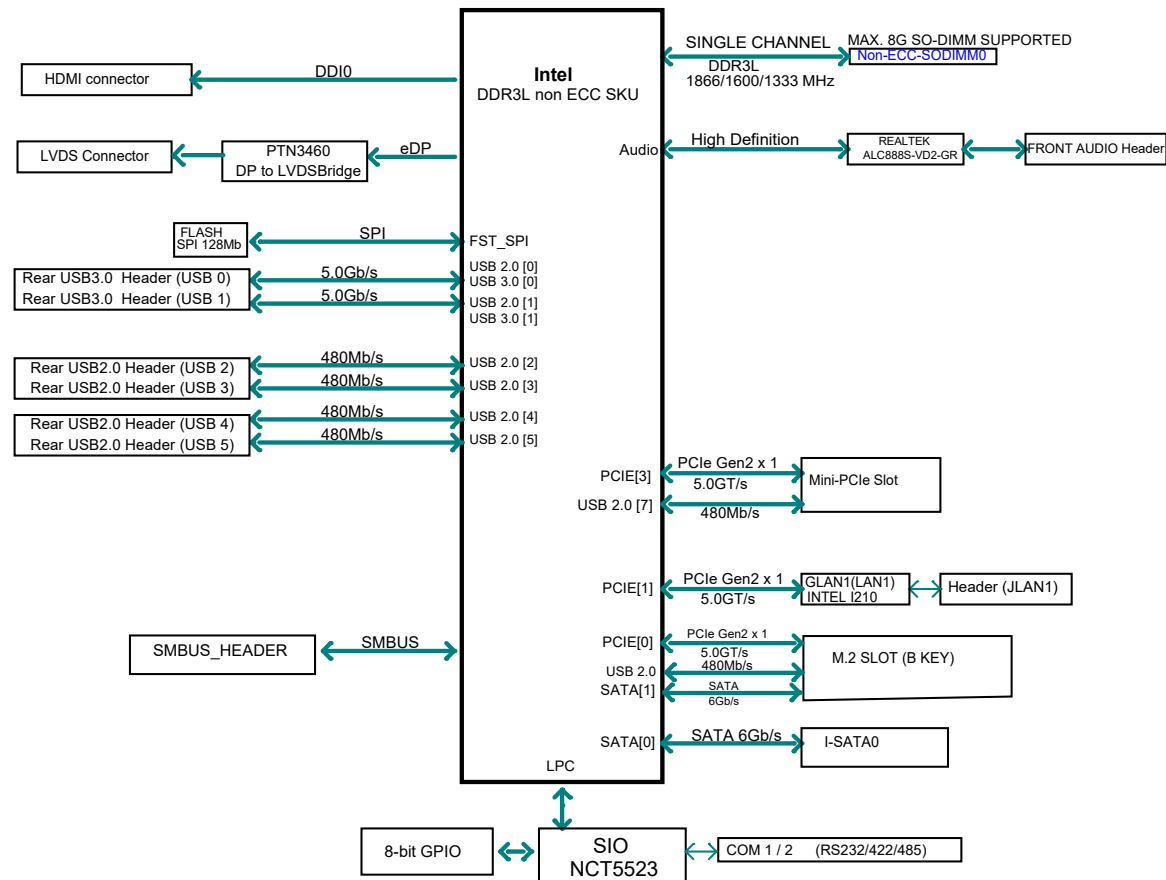 HDMI connector
DDI0
LVDS Connector
PTN3460
DP to LVDSBridge
eDP
FLASH
SPI 128Mb
SPI
Rear USB3.0  Header (USB 0)
Rear USB3.0  Header (USB 1)
5.0Gb/s
5.0Gb/s
Rear USB2.0 Header (USB 2)
Rear USB2.0 Header (USB 3)
480Mb/s
480Mb/s
Rear USB2.0 Header (USB 4)
Rear USB2.0 Header (USB 5)
480Mb/s
480Mb/s
SMBUS_HEADER
SMBUS
Intel
DDR3L non ECC SKU
Audio
FST_SPI
USB 2.0 [0]
USB 3.0 [0]
USB 2.0 [1]
USB 3.0 [1]
USB 2.0 [2]
USB 2.0 [3]
USB 2.0 [4]
USB 2.0 [5]
PCIE[3]
USB 2.0 [7]
PCIE[1]
PCIE[0]
USB 2.0
SATA[1]
SATA[0]
LPC
SINGLE CHANNEL
DDR3L
1866/1600/1333 MHz
MAX. 8G SO-DIMM SUPPORTED
Non-ECC-SODIMM0
High Definition
REALTEK
ALC888S-VD2-GR
FRONT AUDIO Header
PCIe Gen2 x 1
5.0GT/s
480Mb/s
Mini-PCIe Slot
PCIe Gen2 x 1
5.0GT/s
GLAN1(LAN1)
INTEL I210
Header (JLAN1)
PCIe Gen2 x 1
5.0GT/s
480Mb/s
SATA
6Gb/s
M.2 SLOT (B KEY)
SATA 6Gb/s
I-SATA0
8-bit GPIO
SIO
NCT5523
COM 1 / 2    (RS232/422/485)